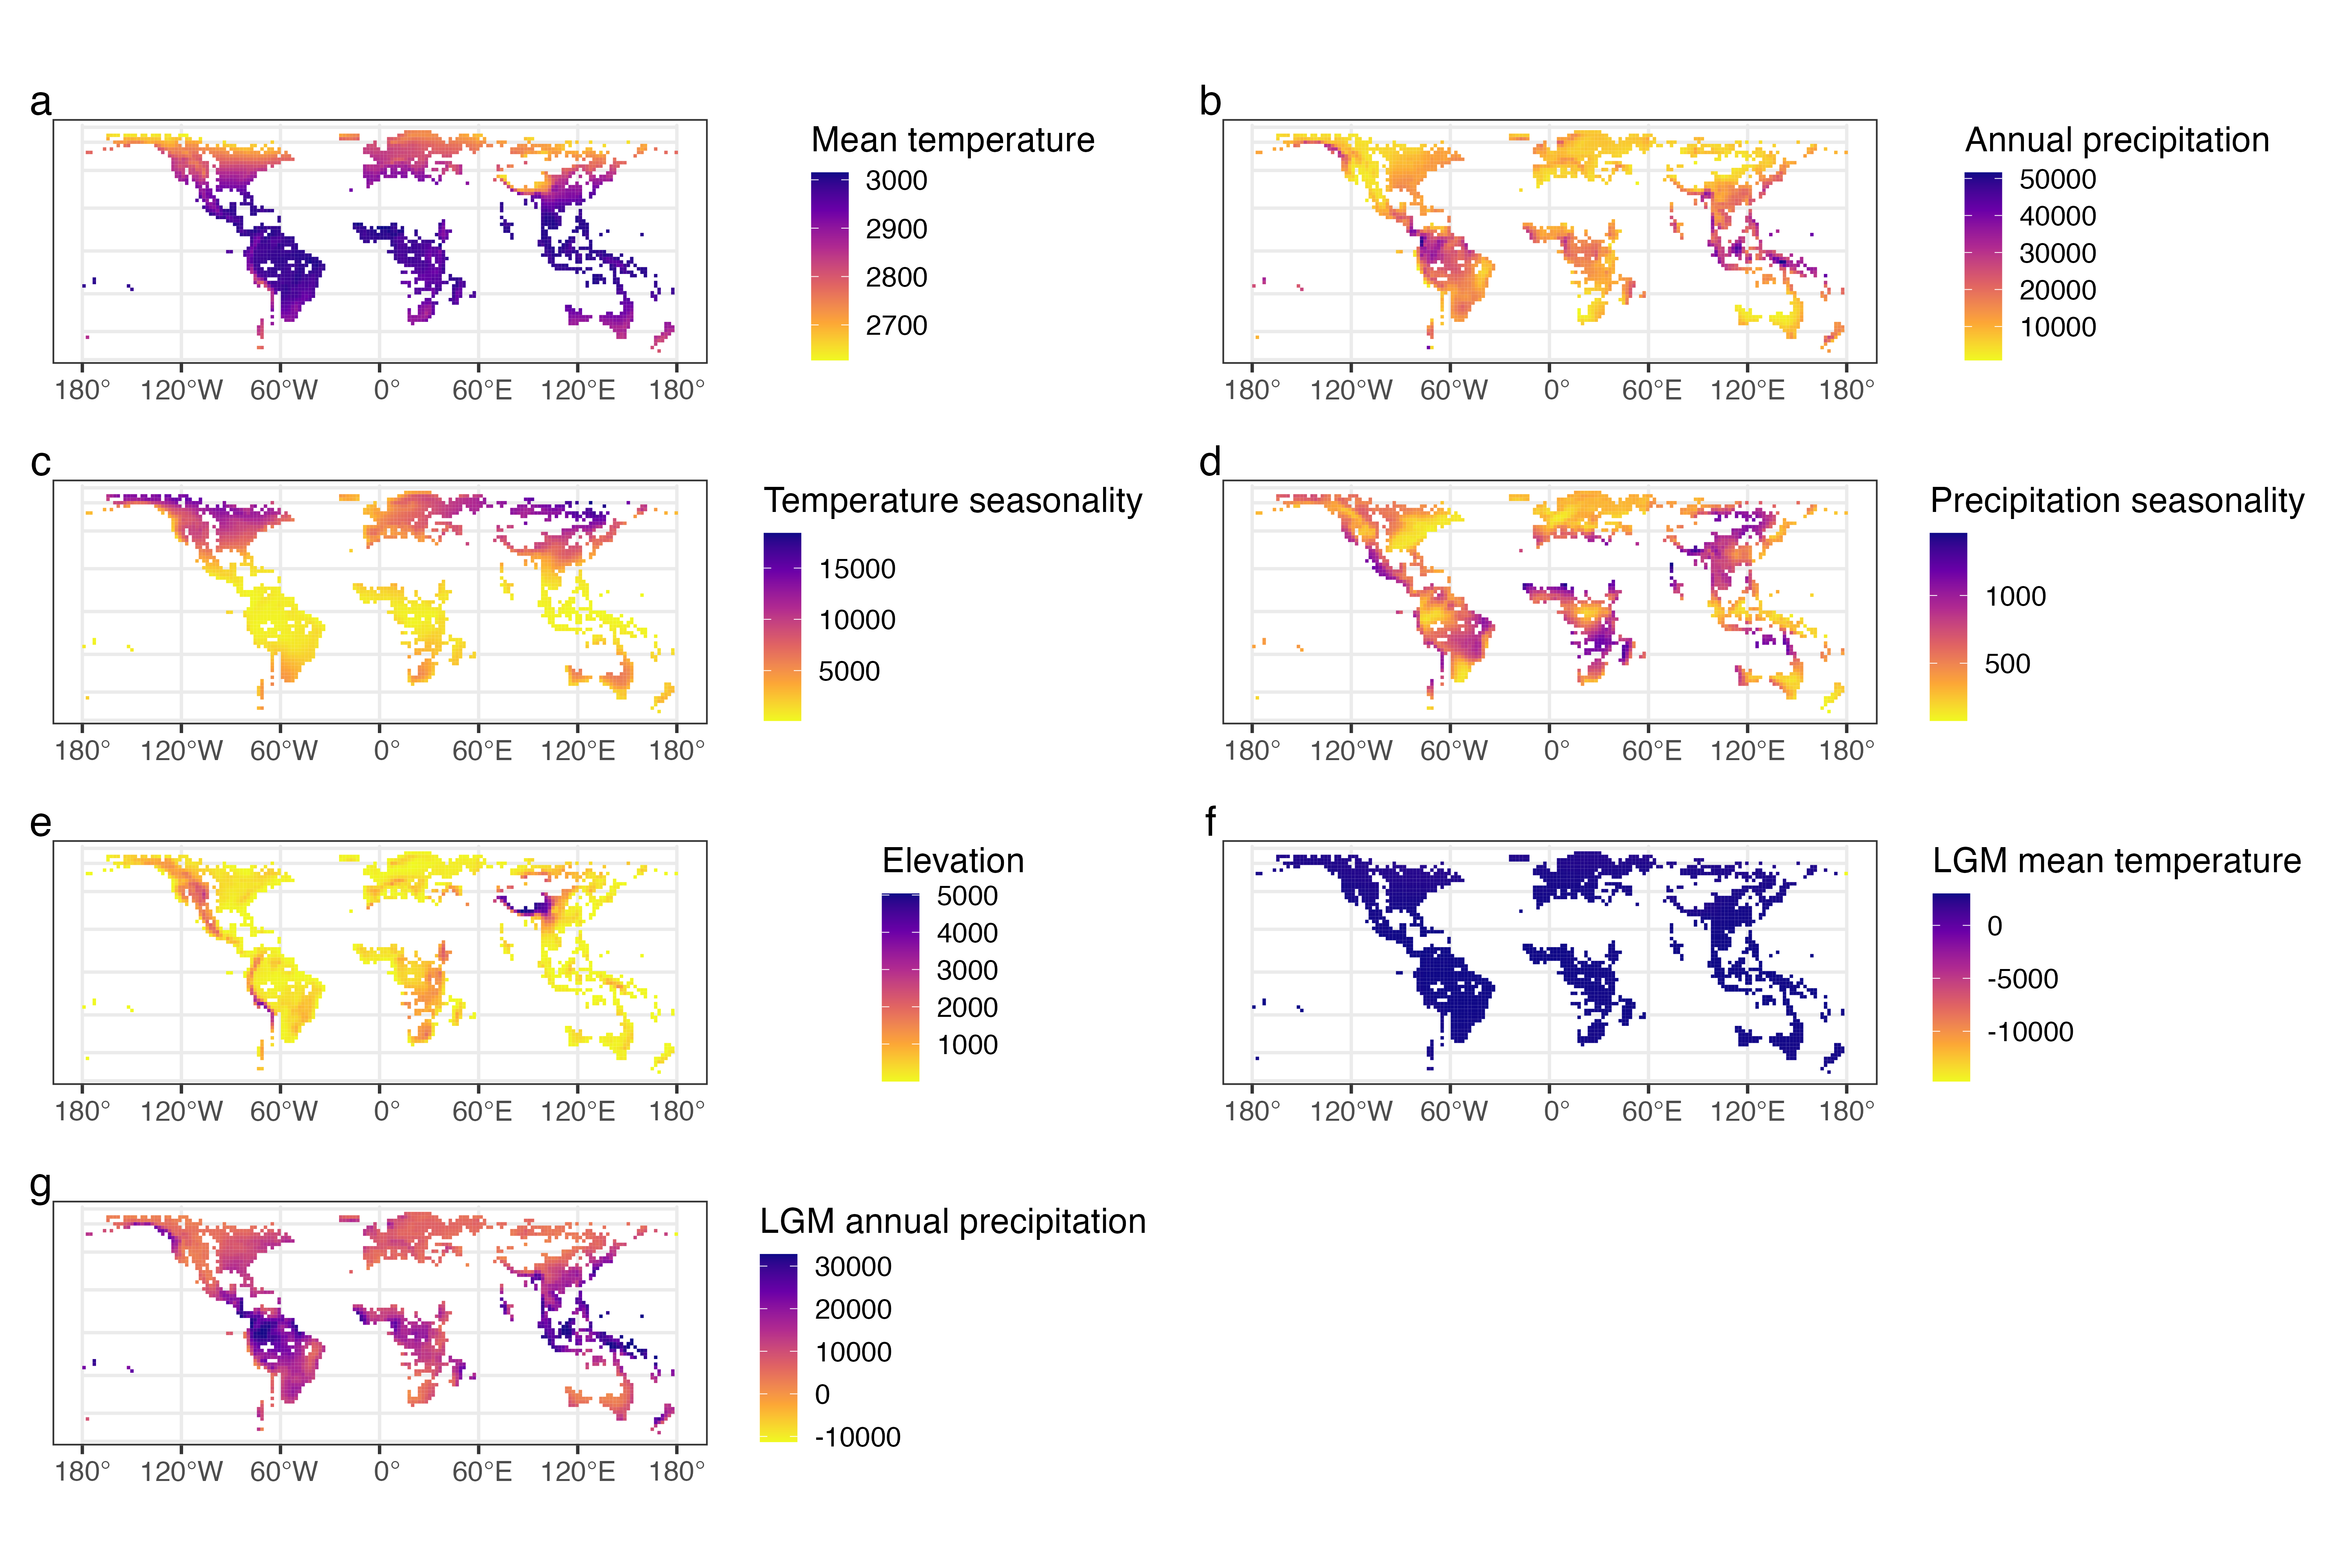 a
Mean temperature
3000
2900
2800
2700
180° 120°W 60°W 0° 60°E 120°E 180°
b
Annual precipitation
50000
40000
30000
20000
10000
180° 120°W 60°W 0° 60°E 120°E 180°
c
Temperature seasonality
15000
10000
5000
180° 120°W 60°W 0° 60°E 120°E 180°
d
Precipitation seasonality
1000
500
180° 120°W 60°W 0° 60°E 120°E 180°
e
Elevation
5000
4000
3000
2000
1000
180° 120°W 60°W 0° 60°E 120°E 180°
f
LGM mean temperature
0
-5000
-10000
180° 120°W 60°W 0° 60°E 120°E 180°
g
LGM annual precipitation
30000
20000
10000
0
-10000
180° 120°W 60°W 0° 60°E 120°E 180°